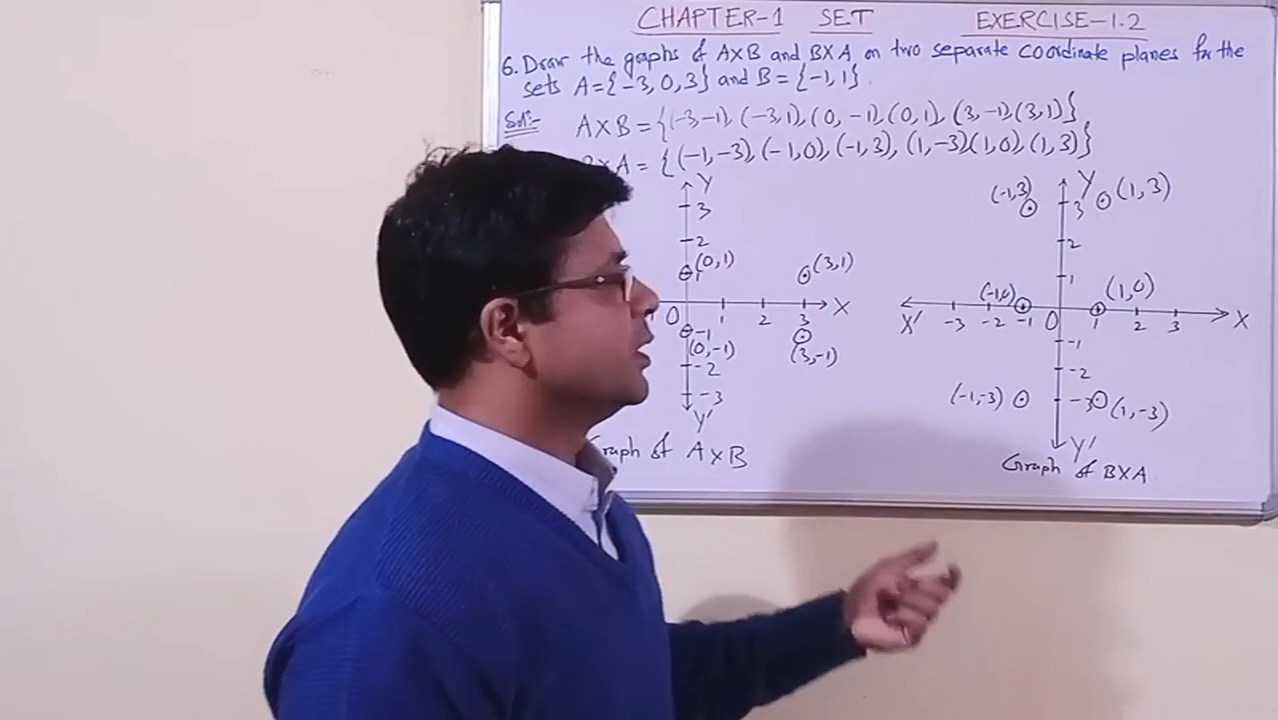 CHAPTER-1 SET EXERCISE-1.2
6. Draw the graphs of A×B and B×A on two separate coordinate planes for the
sets A={-3,0,3} and B={-1,1}.
Sol:- A×B={(-3-1),(-3,1),(0,-1),(0,1),(3,-1)(3,1)}
×A={(-1,-3),(-1,0),(-1,3),(1,-3)(1,0),(1,3)}
Y
3
2
(0,1)
1
(3,1)
0 1 2 3 X
-1
(0,-1)
(3,-1)
-2
-3
Y'
Graph of A×B
Y
(-1,3)
3
(1,3)
2
1
(-1,0)
(1,0)
X' -3 -2 -1 0 1 2 3 X
-1
-2
(-1,-3)
-3
(1,-3)
Y'
Graph of B×A